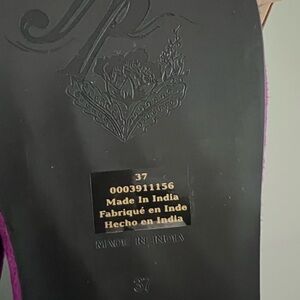 37
0003911156
Made In India
Fabriqué en Inde
Hecho en India
MADE IN INDIA
37